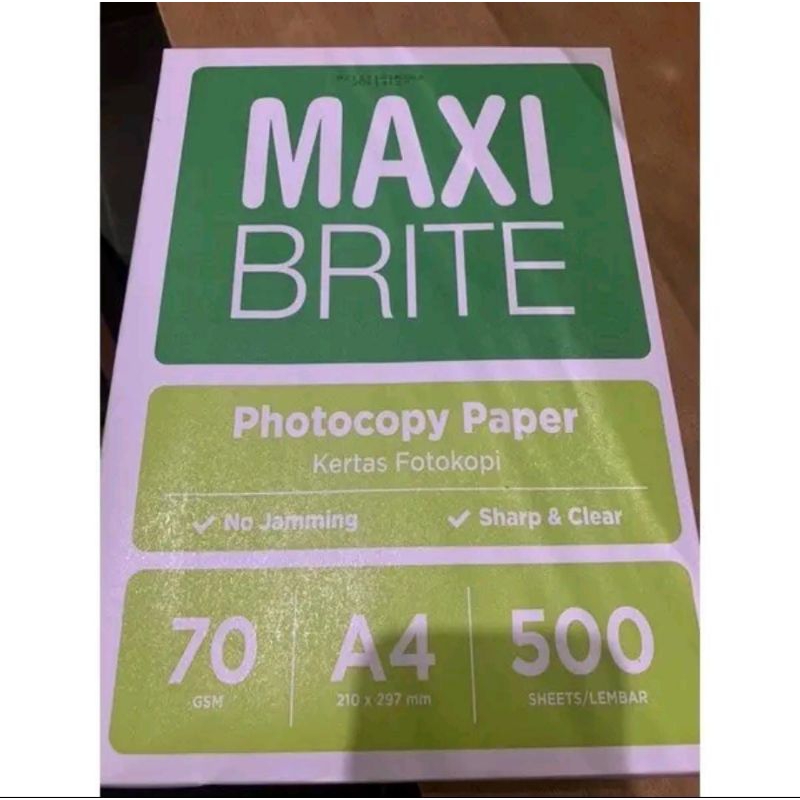 MAXI
BRITE
Photocopy Paper
Kertas Fotokopi
✓ No Jamming ✓ Sharp & Clear
70 A4 500
GSM 210 x 297 mm SHEETS/LEMBAR